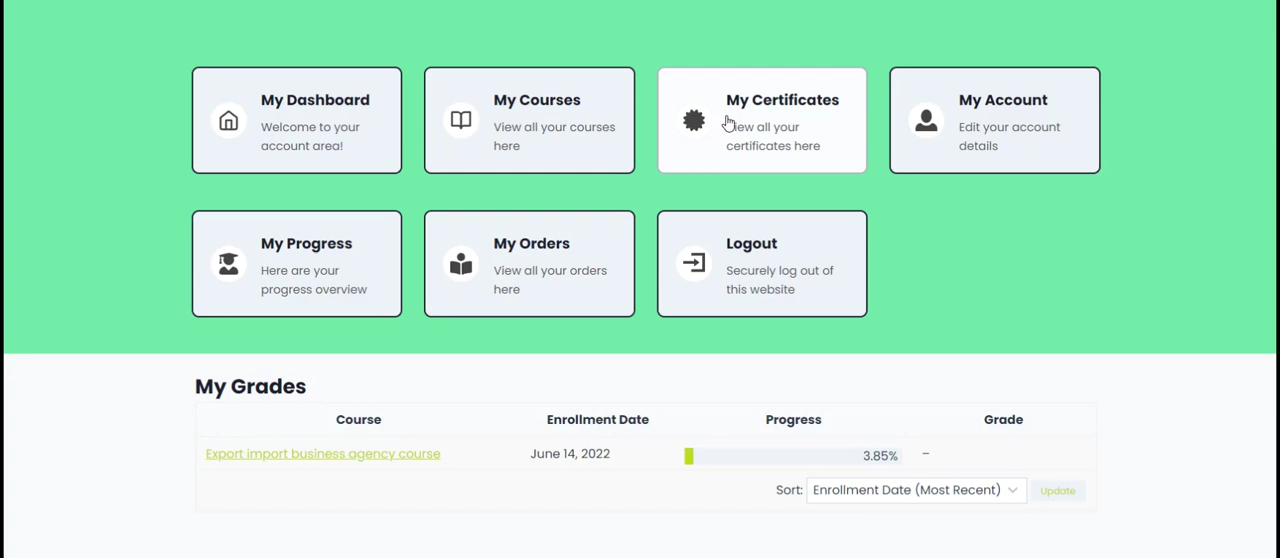 My Dashboard
Welcome to your
account area!
My Courses
View all your courses
here
My Certificates
View all your
certificates here
My Account
Edit your account
details
My Progress
Here are your
progress overview
My Orders
View all your orders
here
Logout
Securely log out of
this website
My Grades
Course Enrollment Date Progress Grade
Export import business agency course June 14, 2022 3.85% –
Sort: Enrollment Date (Most Recent) Update